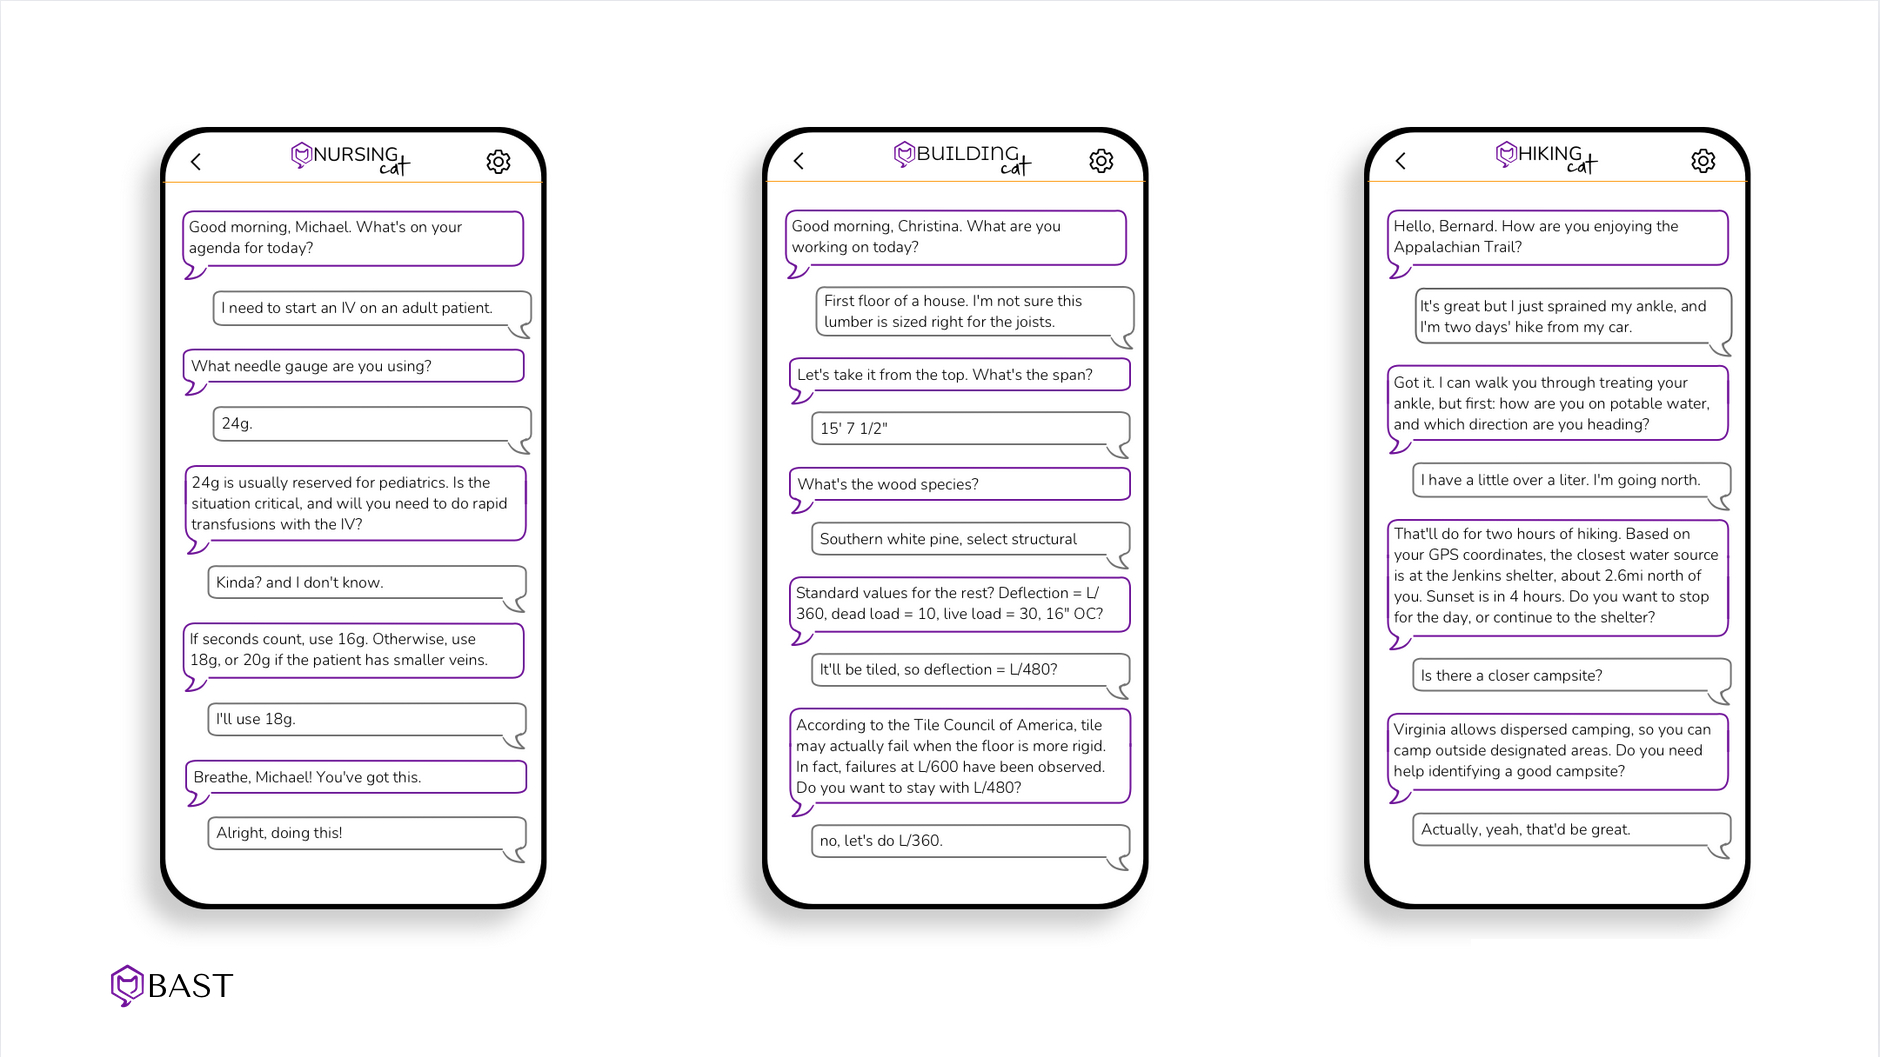 NURSING
cat
Good morning, Michael. What's on your
agenda for today?
I need to start an IV on an adult patient.
What needle gauge are you using?
24g.
24g is usually reserved for pediatrics. Is the
situation critical, and will you need to do rapid
transfusions with the IV?
Kinda? and I don't know.
If seconds count, use 16g. Otherwise, use
18g, or 20g if the patient has smaller veins.
I'll use 18g.
Breathe, Michael! You've got this.
Alright, doing this!
BUILDING
cat
Good morning, Christina. What are you
working on today?
First floor of a house. I'm not sure this
lumber is sized right for the joists.
Let's take it from the top. What's the span?
15' 7 1/2"
What's the wood species?
Southern white pine, select structural
Standard values for the rest? Deflection = L/
360, dead load = 10, live load = 30, 16" OC?
It'll be tiled, so deflection = L/480?
According to the Tile Council of America, tile
may actually fail when the floor is more rigid.
In fact, failures at L/600 have been observed.
Do you want to stay with L/480?
no, let's do L/360.
HIKING
cat
Hello, Bernard. How are you enjoying the
Appalachian Trail?
It's great but I just sprained my ankle, and
I'm two days' hike from my car.
Got it. I can walk you through treating your
ankle, but first: how are you on potable water,
and which direction are you heading?
I have a little over a liter. I'm going north.
That'll do for two hours of hiking. Based on
your GPS coordinates, the closest water source
is at the Jenkins shelter, about 2.6mi north of
you. Sunset is in 4 hours. Do you want to stop
for the day, or continue to the shelter?
Is there a closer campsite?
Virginia allows dispersed camping, so you can
camp outside designated areas. Do you need
help identifying a good campsite?
Actually, yeah, that'd be great.
BAST